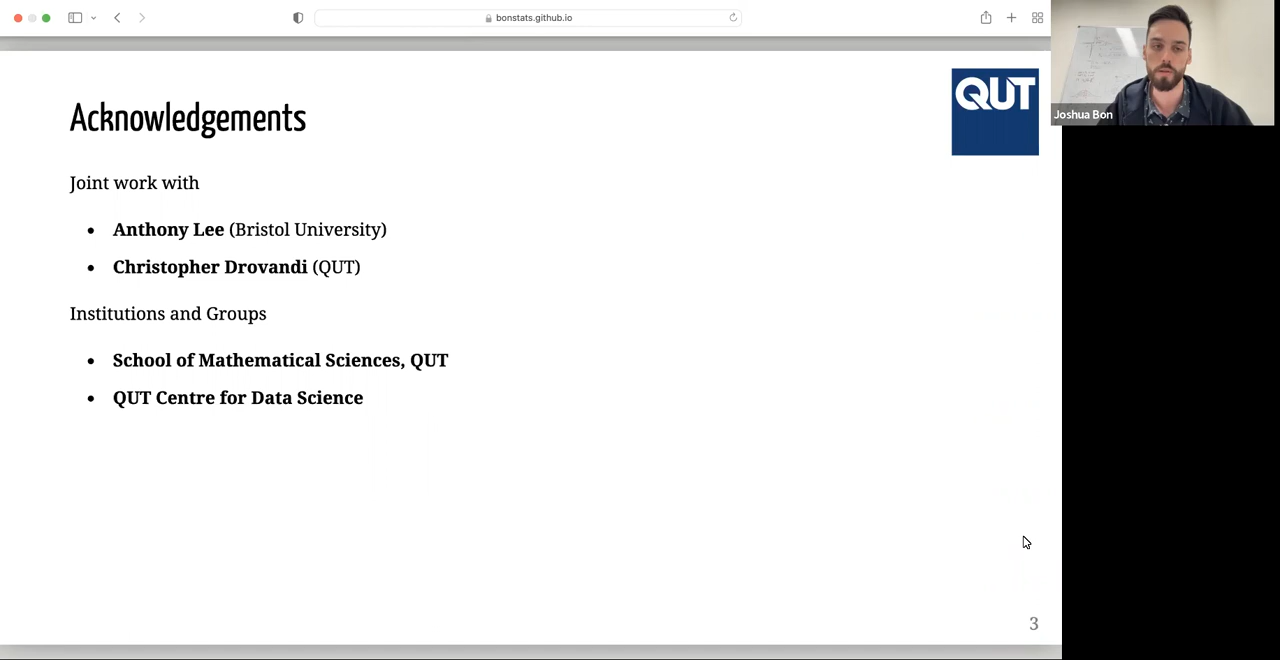 bonstats.github.io
Acknowledgements
QUT
Joshua Bon
Joint work with
Anthony Lee (Bristol University)
Christopher Drovandi (QUT)
Institutions and Groups
School of Mathematical Sciences, QUT
QUT Centre for Data Science
3